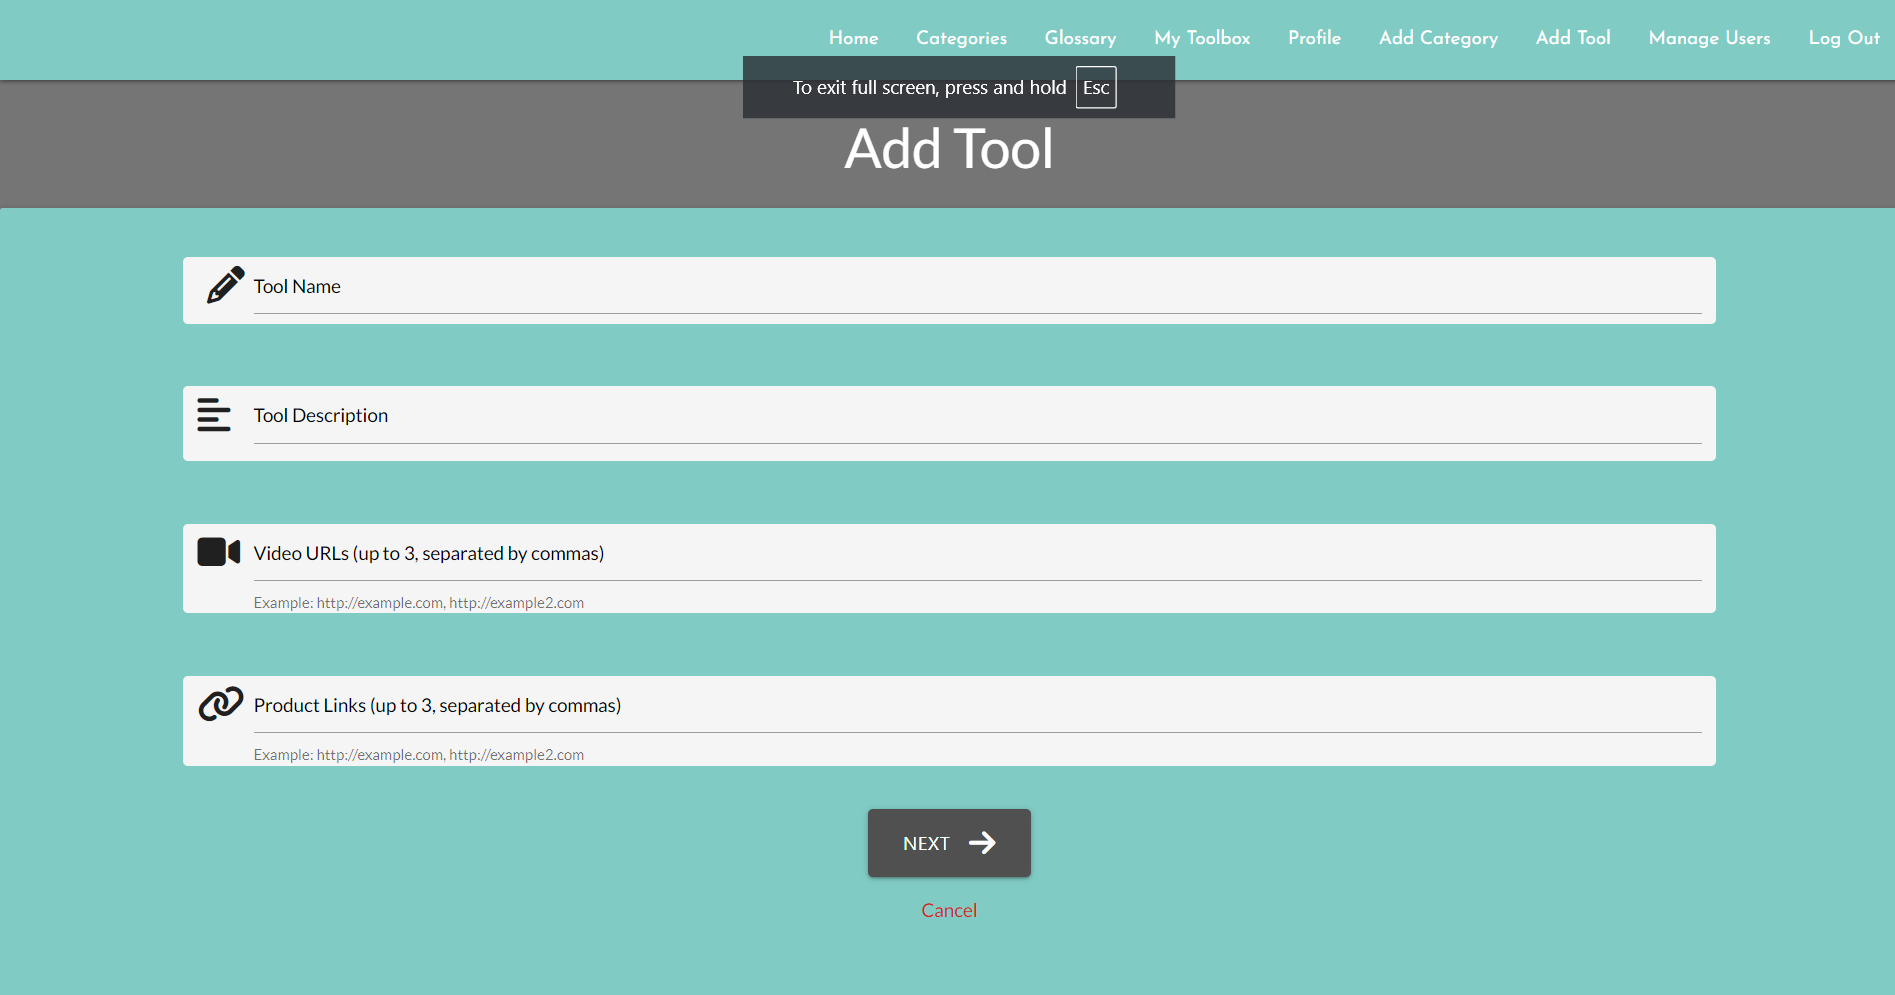 Home Categories Glossary My Toolbox Profile Add Category Add Tool Manage Users Log Out
To exit full screen, press and hold Esc
Add Tool
Tool Name
Tool Description
Video URLs (up to 3, separated by commas)
Example: http://example.com, http://example2.com
Product Links (up to 3, separated by commas)
Example: http://example.com, http://example2.com
NEXT
Cancel